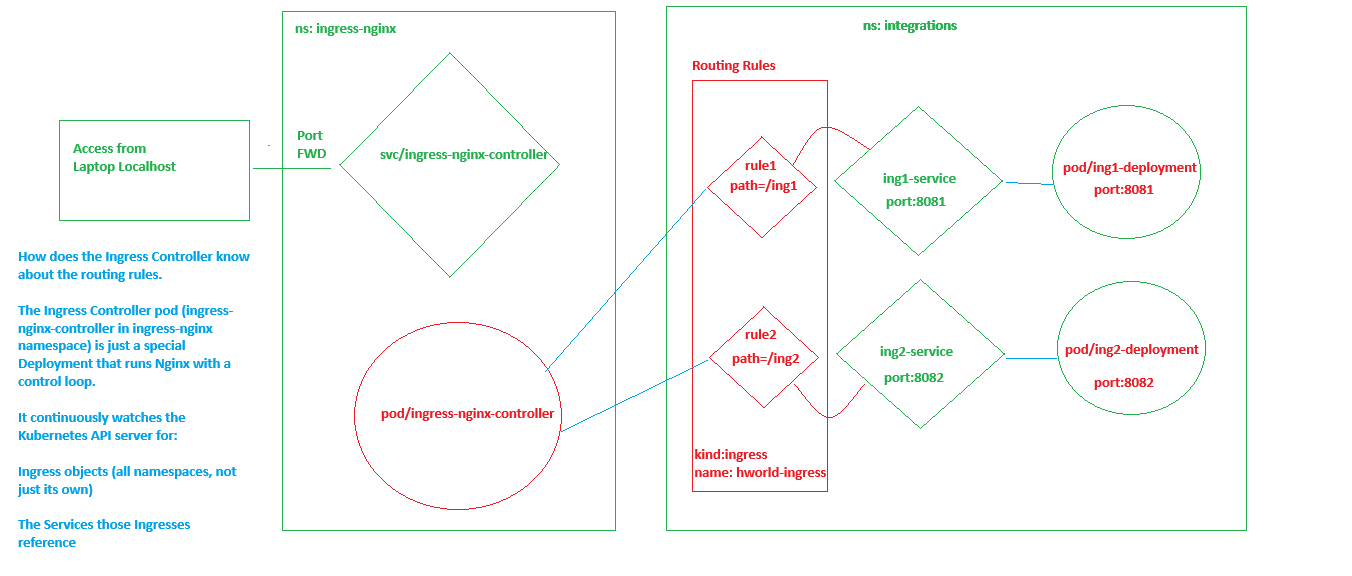 ns: ingress-nginx
ns: integrations
Routing Rules
Access from
Laptop Localhost
Port
FWD
svc/ingress-nginx-controller
rule1
path=/ing1
ing1-service
port:8081
pod/ing1-deployment
port:8081
How does the Ingress Controller know
about the routing rules.
The Ingress Controller pod (ingress-
nginx-controller in ingress-nginx
namespace) is just a special
Deployment that runs Nginx with a
control loop.
It continuously watches the
Kubernetes API server for:
Ingress objects (all namespaces, not
just its own)
The Services those Ingresses
reference
pod/ingress-nginx-controller
rule2
path=/ing2
ing2-service
port:8082
pod/ing2-deployment
port:8082
kind:ingress
name: hworld-ingress